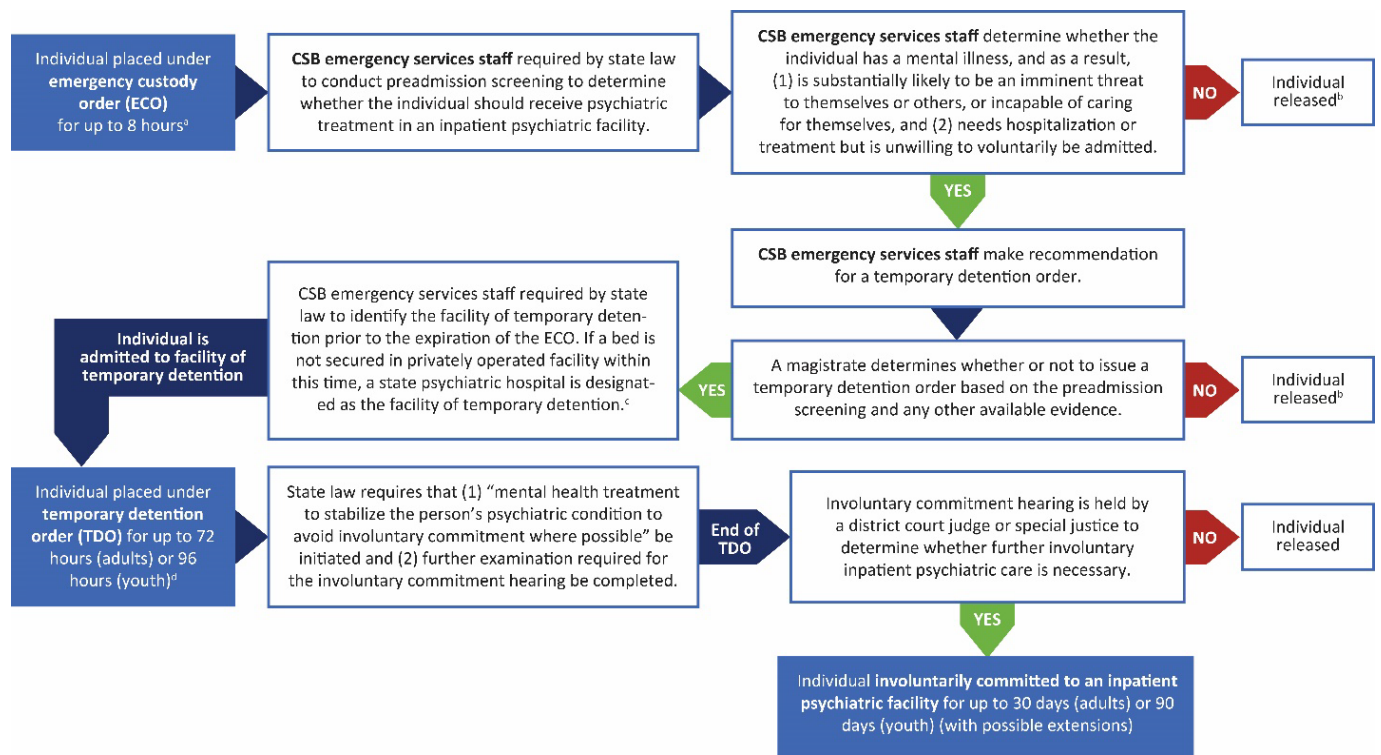 Individual placed under
emergency custody
order (ECO)
for up to 8 hoursᵃ
CSB emergency services staff required by state law
to conduct preadmission screening to determine
whether the individual should receive psychiatric
treatment in an inpatient psychiatric facility.
CSB emergency services staff determine whether the
individual has a mental illness, and as a result,
(1) is substantially likely to be an imminent threat
to themselves or others, or incapable of caring
for themselves, and (2) needs hospitalization or
treatment but is unwilling to voluntarily be admitted.
NO
Individual
releasedᵇ
YES
CSB emergency services staff make recommendation
for a temporary detention order.
A magistrate determines whether or not to issue a
temporary detention order based on the preadmission
screening and any other available evidence.
NO
Individual
releasedᵇ
YES
CSB emergency services staff required by state
law to identify the facility of temporary deten-
tion prior to the expiration of the ECO. If a bed is
not secured in privately operated facility within
this time, a state psychiatric hospital is designat-
ed as the facility of temporary detention.ᶜ
Individual is
admitted to facility of
temporary detention
Individual placed under
temporary detention
order (TDO) for up to 72
hours (adults) or 96
hours (youth)ᵈ
State law requires that (1) “mental health treatment
to stabilize the person’s psychiatric condition to
avoid involuntary commitment where possible” be
initiated and (2) further examination required for
the involuntary commitment hearing be completed.
End of
TDO
Involuntary commitment hearing is held by
a district court judge or special justice to
determine whether further involuntary
inpatient psychiatric care is necessary.
NO
Individual
released
YES
Individual involuntarily committed to an inpatient
psychiatric facility for up to 30 days (adults) or 90
days (youth) (with possible extensions)